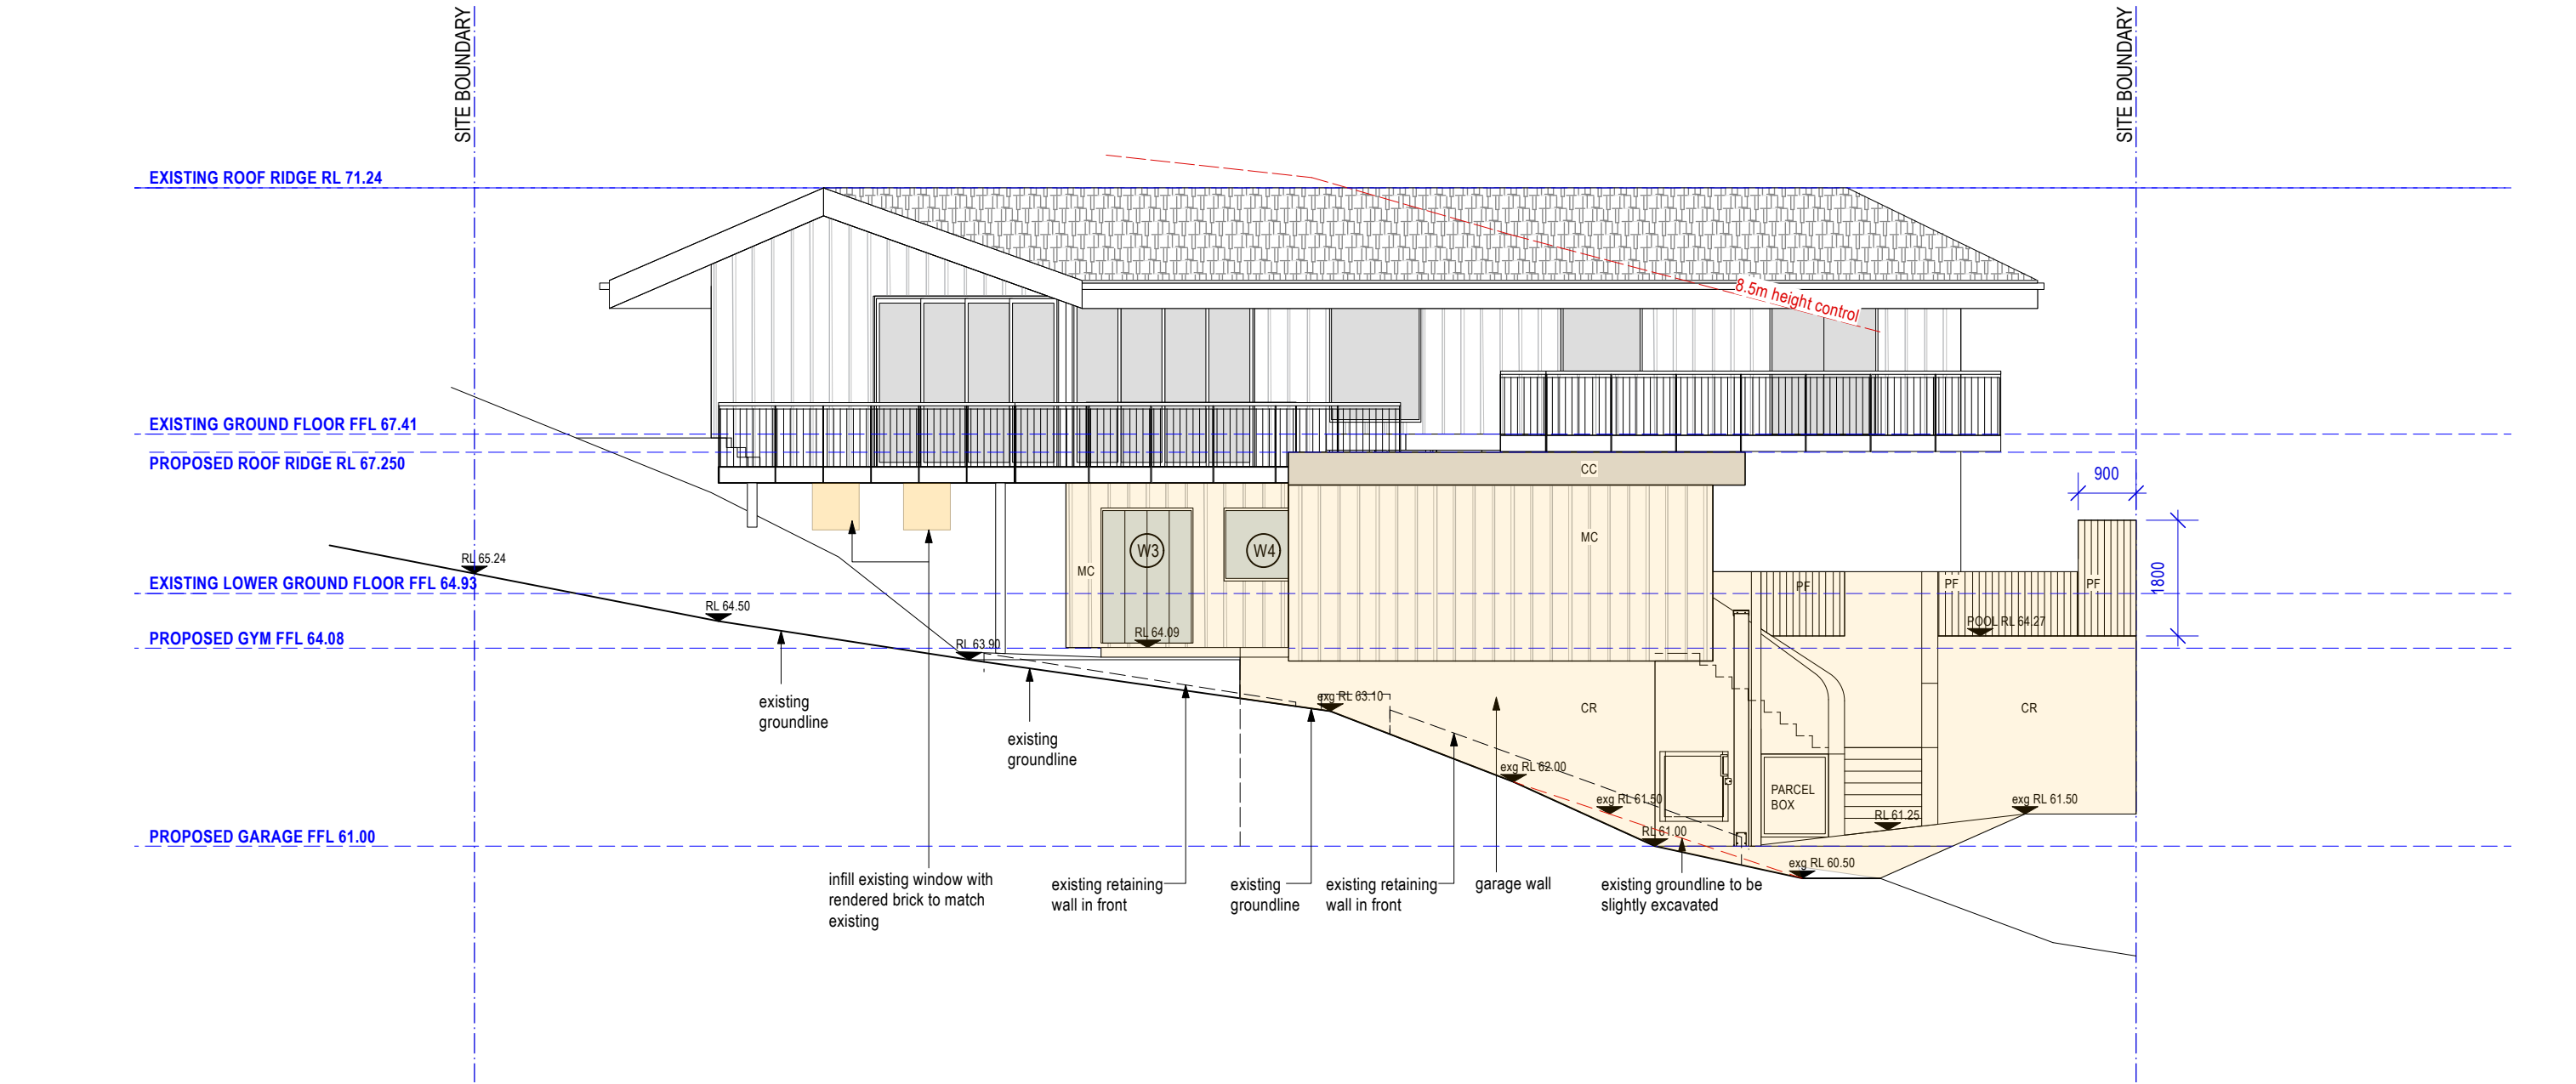 SITE BOUNDARY
SITE BOUNDARY
EXISTING ROOF RIDGE RL 71.24
8.5m height control
EXISTING GROUND FLOOR FFL 67.41
PROPOSED ROOF RIDGE RL 67.250
CC
900
MC
W3
W4
MC
RL 65.24
EXISTING LOWER GROUND FLOOR FFL 64.93
PF
PF
PF
1800
RL 64.50
POOL RL 64.27
PROPOSED GYM FFL 64.08
RL 64.09
RL 63.90
exg RL 63.10
existing
groundline
CR
CR
existing
groundline
exg RL 62.00
PARCEL
BOX
exg RL 61.50
exg RL 61.50
RL 61.25
RL 61.00
PROPOSED GARAGE FFL 61.00
exg RL 60.50
infill existing window with
rendered brick to match
existing
existing retaining
wall in front
existing
groundline
existing retaining
wall in front
garage wall
existing groundline to be
slightly excavated